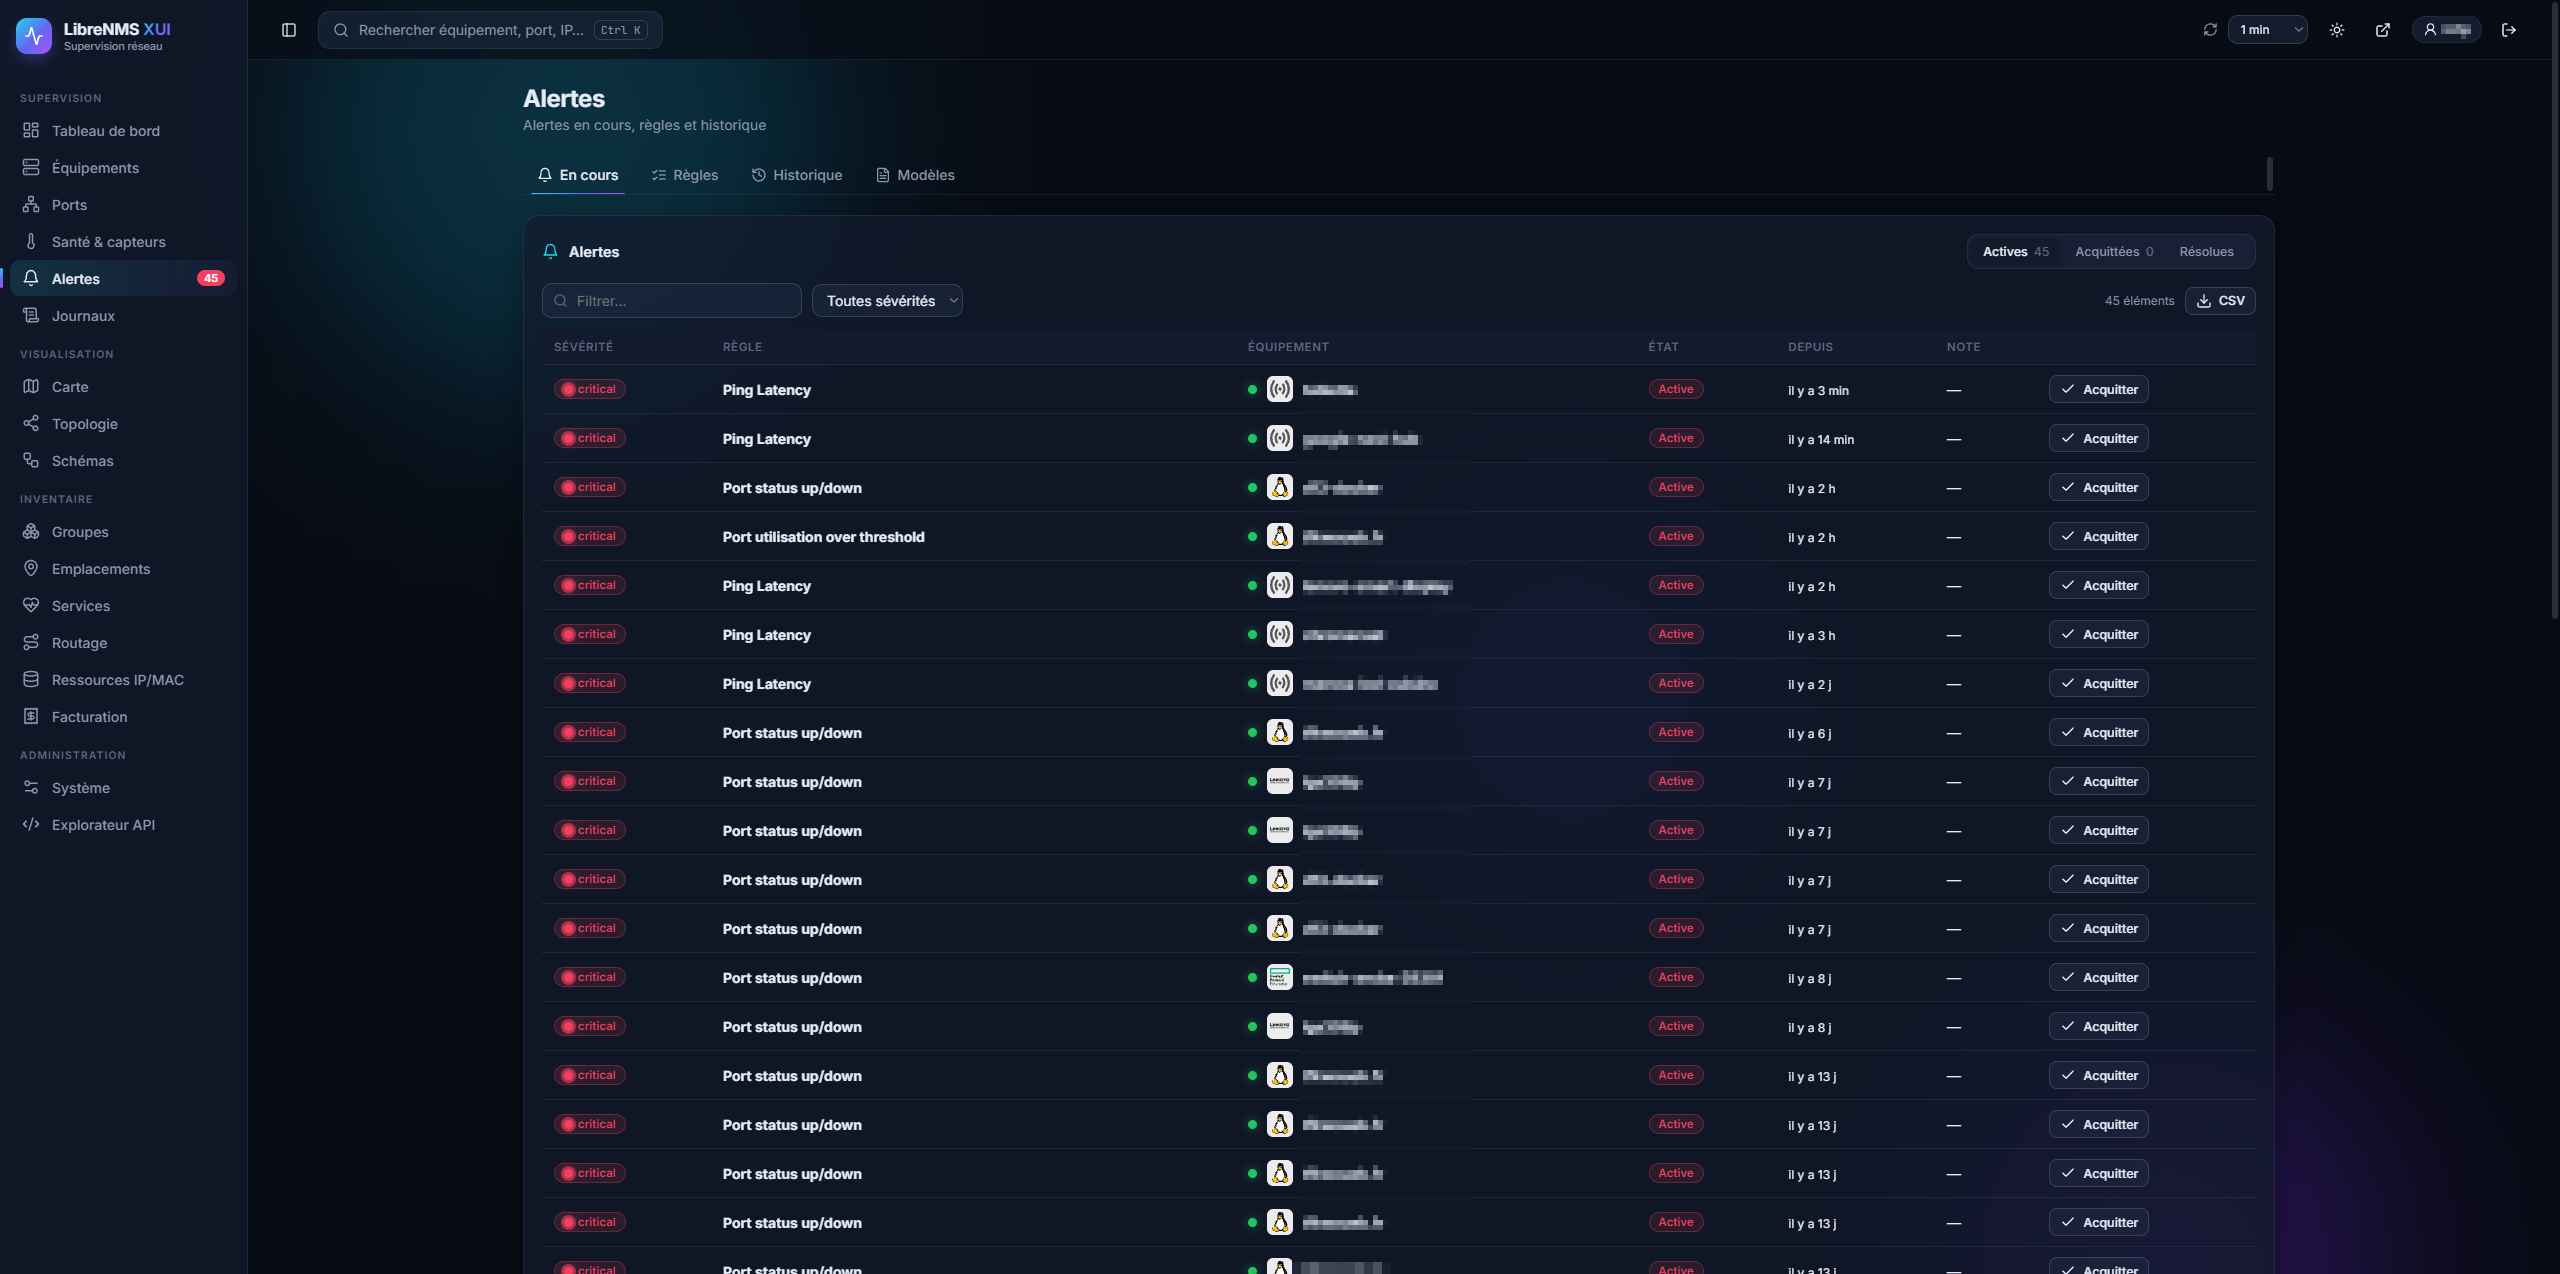 LibreNMS XUI
Supervision réseau
Rechercher équipement, port, IP... Ctrl K
1 min
SUPERVISION
Tableau de bord
Équipements
Ports
Santé & capteurs
Alertes 45
Journaux
VISUALISATION
Carte
Topologie
Schémas
INVENTAIRE
Groupes
Emplacements
Services
Routage
Ressources IP/MAC
Facturation
ADMINISTRATION
Système
Explorateur API
Alertes
Alertes en cours, règles et historique
En cours Règles Historique Modèles
Alertes
Actives 45 Acquittées 0 Résolues
Filtrer... Toutes sévérités 45 éléments CSV
SÉVÉRITÉ RÈGLE ÉQUIPEMENT ÉTAT DEPUIS NOTE
critical Ping Latency Active il y a 3 min — Acquitter
critical Ping Latency Active il y a 14 min — Acquitter
critical Port status up/down Active il y a 2 h — Acquitter
critical Port utilisation over threshold Active il y a 2 h — Acquitter
critical Ping Latency Active il y a 2 h — Acquitter
critical Ping Latency Active il y a 3 h — Acquitter
critical Ping Latency Active il y a 2 j — Acquitter
critical Port status up/down Active il y a 6 j — Acquitter
critical Port status up/down Active il y a 7 j — Acquitter
critical Port status up/down Active il y a 7 j — Acquitter
critical Port status up/down Active il y a 7 j — Acquitter
critical Port status up/down Active il y a 7 j — Acquitter
critical Port status up/down Active il y a 8 j — Acquitter
critical Port status up/down Active il y a 8 j — Acquitter
critical Port status up/down Active il y a 13 j — Acquitter
critical Port status up/down Active il y a 13 j — Acquitter
critical Port status up/down Active il y a 13 j — Acquitter
critical Port status up/down Active il y a 13 j — Acquitter
critical Port status up/down Active il y a 13 j — Acquitter